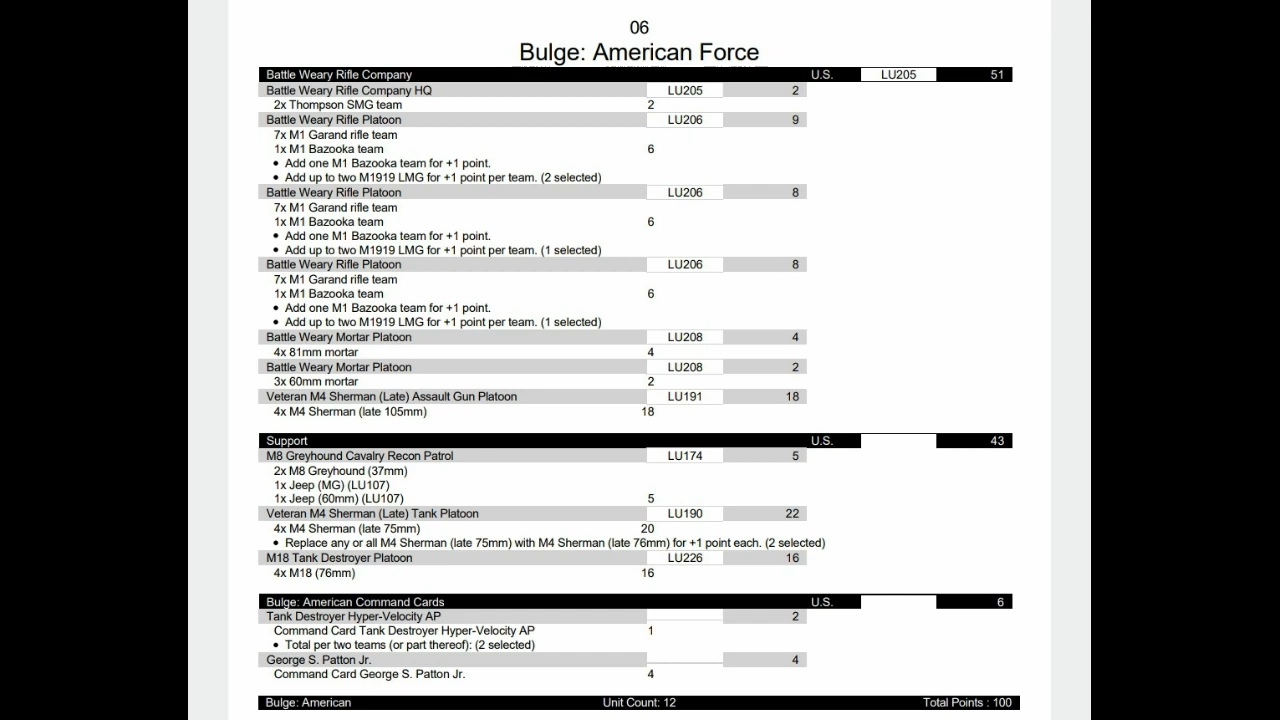 06
Bulge: American Force
Battle Weary Rifle Company U.S. LU205 51
Battle Weary Rifle Company HQ LU205 2
2x Thompson SMG team 2
Battle Weary Rifle Platoon LU206 9
7x M1 Garand rifle team
1x M1 Bazooka team 6
• Add one M1 Bazooka team for +1 point.
• Add up to two M1919 LMG for +1 point per team. (2 selected)
Battle Weary Rifle Platoon LU206 8
7x M1 Garand rifle team
1x M1 Bazooka team 6
• Add one M1 Bazooka team for +1 point.
• Add up to two M1919 LMG for +1 point per team. (1 selected)
Battle Weary Rifle Platoon LU206 8
7x M1 Garand rifle team
1x M1 Bazooka team 6
• Add one M1 Bazooka team for +1 point.
• Add up to two M1919 LMG for +1 point per team. (1 selected)
Battle Weary Mortar Platoon LU208 4
4x 81mm mortar 4
Battle Weary Mortar Platoon LU208 2
3x 60mm mortar 2
Veteran M4 Sherman (Late) Assault Gun Platoon LU191 18
4x M4 Sherman (late 105mm) 18
Support U.S. 43
M8 Greyhound Cavalry Recon Patrol LU174 5
2x M8 Greyhound (37mm)
1x Jeep (MG) (LU107)
1x Jeep (60mm) (LU107) 5
Veteran M4 Sherman (Late) Tank Platoon LU190 22
4x M4 Sherman (late 75mm) 20
• Replace any or all M4 Sherman (late 75mm) with M4 Sherman (late 76mm) for +1 point each. (2 selected)
M18 Tank Destroyer Platoon LU226 16
4x M18 (76mm) 16
Bulge: American Command Cards U.S. 6
Tank Destroyer Hyper-Velocity AP 2
Command Card Tank Destroyer Hyper-Velocity AP 1
• Total per two teams (or part thereof): (2 selected)
George S. Patton Jr. 4
Command Card George S. Patton Jr. 4
Bulge: American Unit Count: 12 Total Points : 100